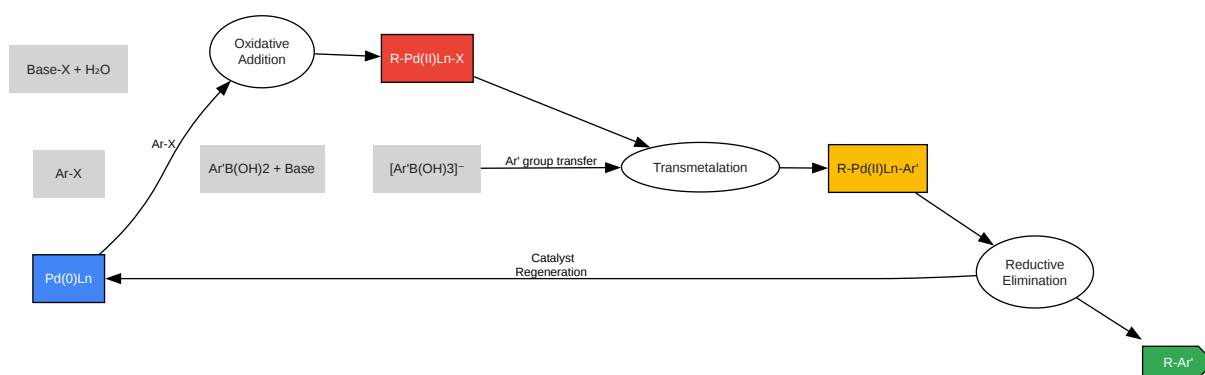 Oxidative
Addition
R-Pd(II)Ln-X
Base-X + H₂O
Ar-X
Ar'B(OH)2 + Base
[Ar'B(OH)3]⁻
Ar' group transfer
Transmetalation
R-Pd(II)Ln-Ar'
Ar-X
Pd(0)Ln
Catalyst
Regeneration
Reductive
Elimination
R-Ar'